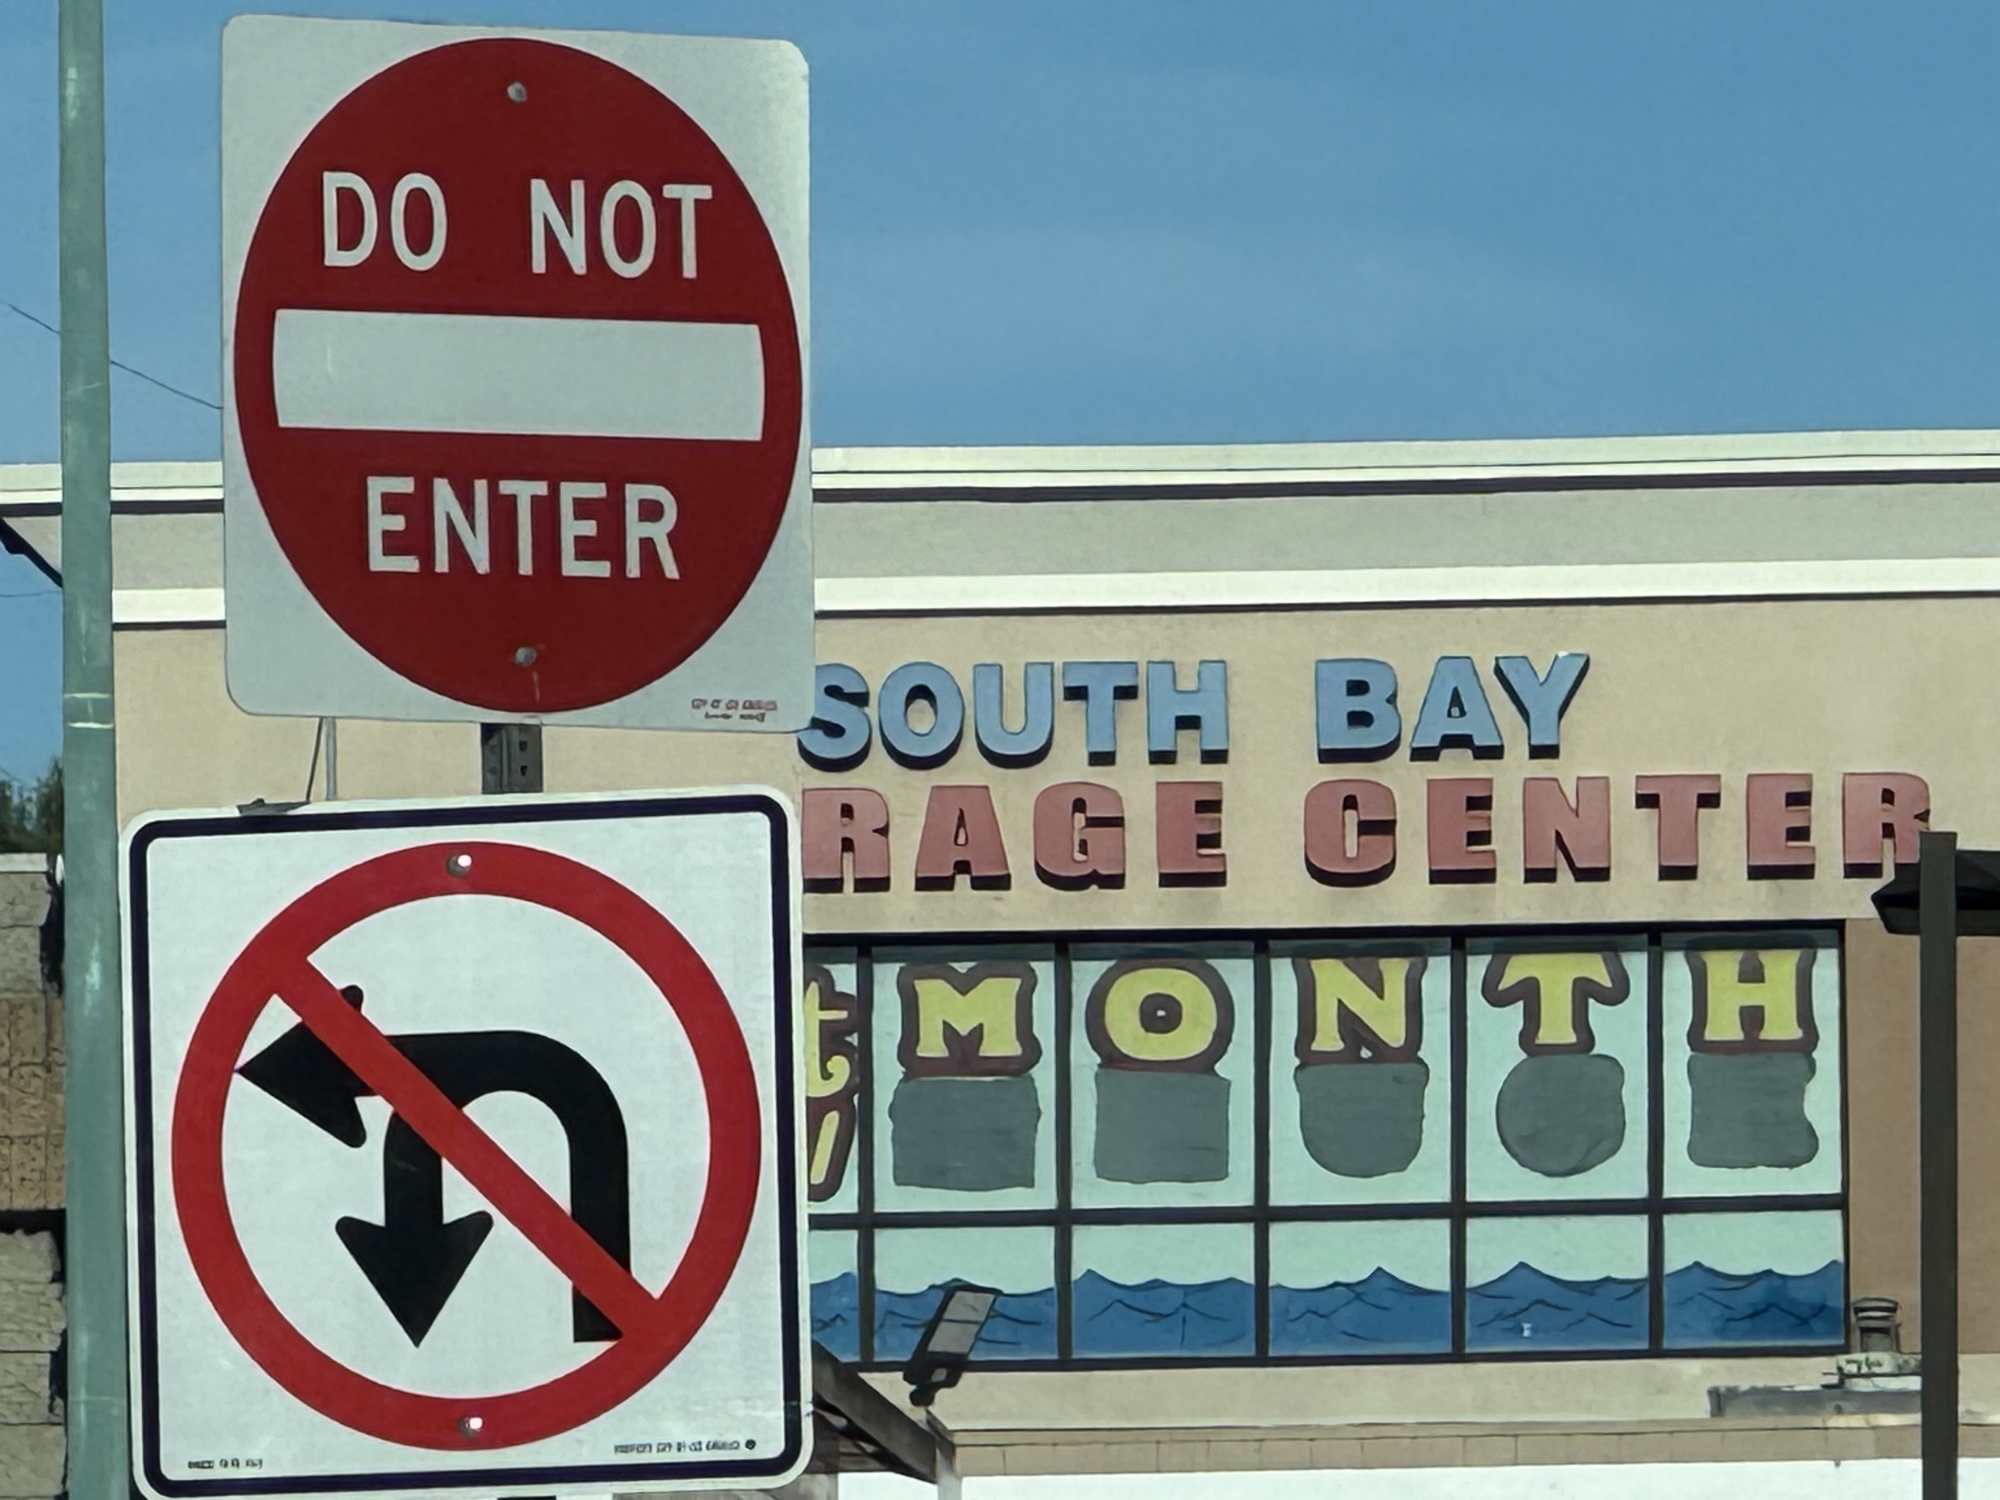 DO NOT
ENTER
SOUTH BAY
RAGE CENTER
t MONTH